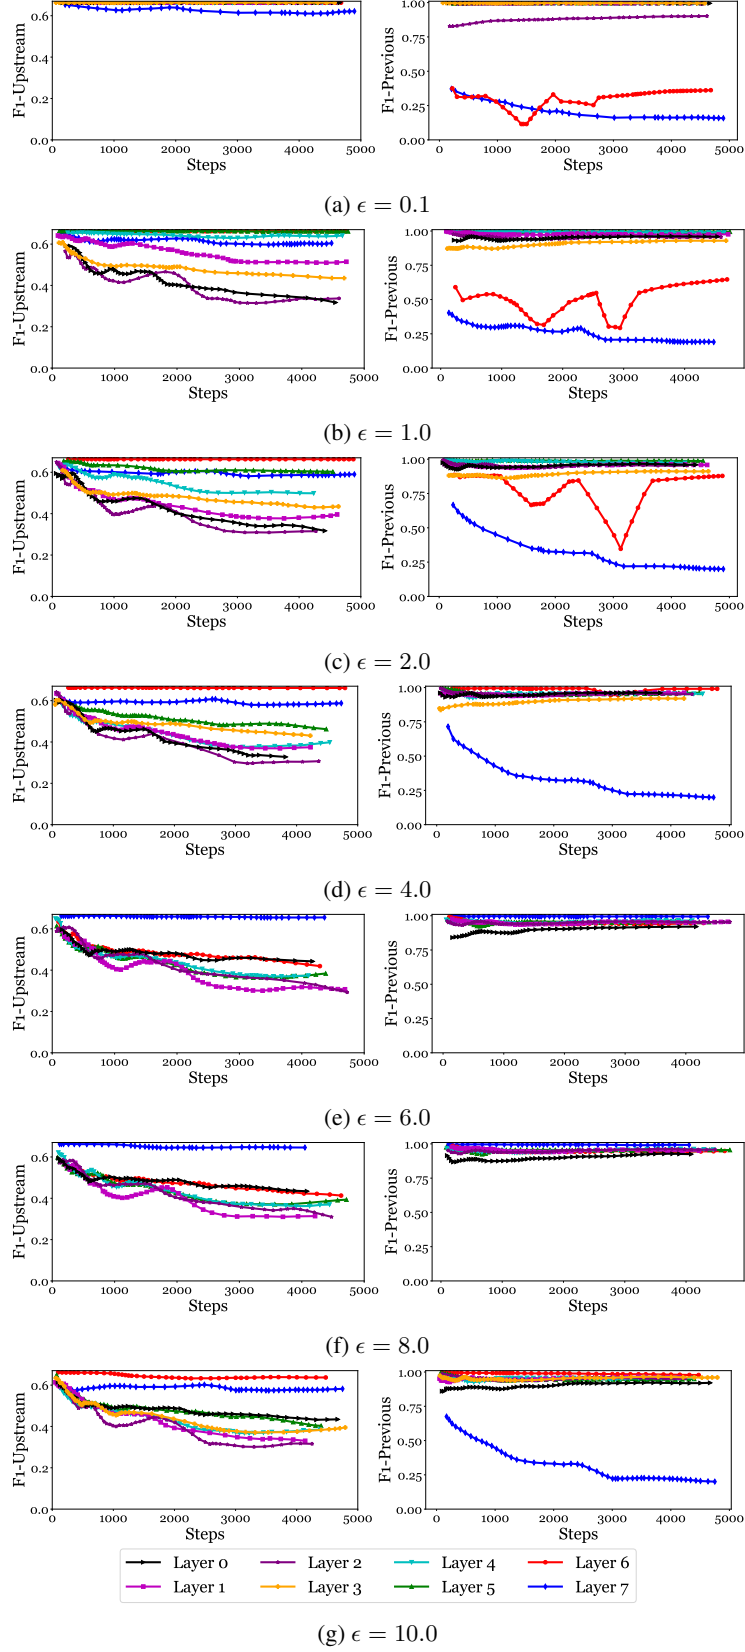 F1-Upstream
0.6
0.4
0.2
0.0
0 1000 2000 3000 4000 5000
Steps
F1-Previous
1.00
0.75
0.50
0.25
0.00
0 1000 2000 3000 4000 5000
Steps
(a) ϵ = 0.1
F1-Upstream
0.6
0.4
0.2
0.0
0 1000 2000 3000 4000 5000
Steps
F1-Previous
1.00
0.75
0.50
0.25
0.00
0 1000 2000 3000 4000
Steps
(b) ϵ = 1.0
F1-Upstream
0.6
0.4
0.2
0.0
0 1000 2000 3000 4000 5000
Steps
F1-Previous
1.00
0.75
0.50
0.25
0.00
0 1000 2000 3000 4000 5000
Steps
(c) ϵ = 2.0
F1-Upstream
0.6
0.4
0.2
0.0
0 1000 2000 3000 4000 5000
Steps
F1-Previous
1.00
0.75
0.50
0.25
0.00
0 1000 2000 3000 4000 5000
Steps
(d) ϵ = 4.0
F1-Upstream
0.6
0.4
0.2
0.0
0 1000 2000 3000 4000 5000
Steps
F1-Previous
1.00
0.75
0.50
0.25
0.00
0 1000 2000 3000 4000
Steps
(e) ϵ = 6.0
F1-Upstream
0.6
0.4
0.2
0.0
0 1000 2000 3000 4000 5000
Steps
F1-Previous
1.00
0.75
0.50
0.25
0.00
0 1000 2000 3000 4000 5000
Steps
(f) ϵ = 8.0
F1-Upstream
0.6
0.4
0.2
0.0
0 1000 2000 3000 4000 5000
Steps
F1-Previous
1.00
0.75
0.50
0.25
0.00
0 1000 2000 3000 4000 5000
Steps
Layer 0 Layer 2 Layer 4 Layer 6
Layer 1 Layer 3 Layer 5 Layer 7
(g) ϵ = 10.0